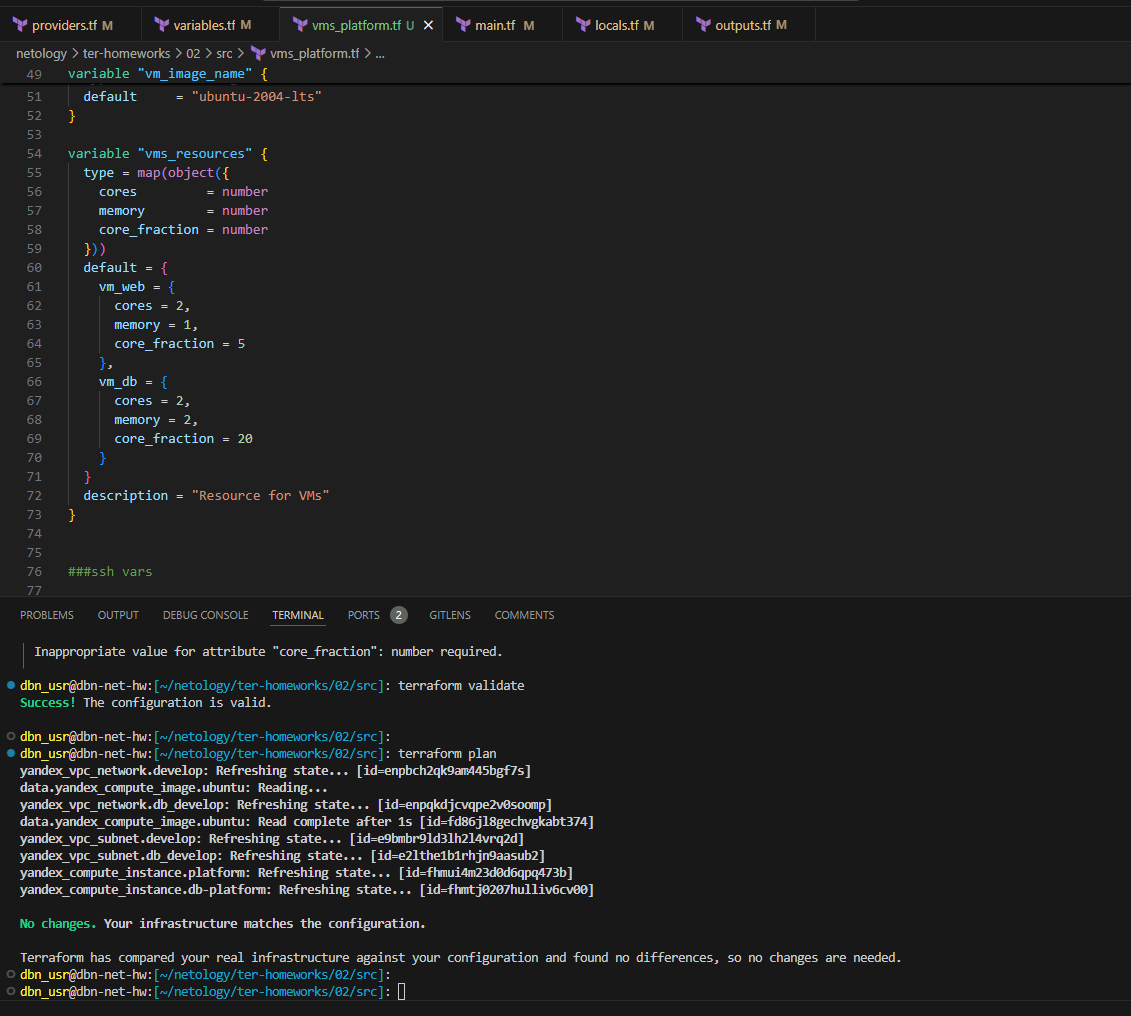 providers.tf M variables.tf M vms_platform.tf U × main.tf M locals.tf M outputs.tf M
netology > ter-homeworks > 02 > src > vms_platform.tf > ...
49 variable "vm_image_name" {
51 default = "ubuntu-2004-lts"
52 }
53
54 variable "vms_resources" {
55 type = map(object({
56 cores = number
57 memory = number
58 core_fraction = number
59 }))
60 default = {
61 vm_web = {
62 cores = 2,
63 memory = 1,
64 core_fraction = 5
65 },
66 vm_db = {
67 cores = 2,
68 memory = 2,
69 core_fraction = 20
70 }
71 }
72 description = "Resource for VMs"
73 }
74
75
76 ###ssh vars
77
PROBLEMS OUTPUT DEBUG CONSOLE TERMINAL PORTS 2 GITLENS COMMENTS
Inappropriate value for attribute "core_fraction": number required.
dbn_usr@dbn-net-hw:[~/netology/ter-homeworks/02/src]: terraform validate
Success! The configuration is valid.
dbn_usr@dbn-net-hw:[~/netology/ter-homeworks/02/src]:
dbn_usr@dbn-net-hw:[~/netology/ter-homeworks/02/src]: terraform plan
yandex_vpc_network.develop: Refreshing state... [id=enpbch2qk9am445bgf7s]
data.yandex_compute_image.ubuntu: Reading...
yandex_vpc_network.db_develop: Refreshing state... [id=enpqkdjcvqpe2v0soomp]
data.yandex_compute_image.ubuntu: Read complete after 1s [id=fd86jl8gechvgkabt374]
yandex_vpc_subnet.develop: Refreshing state... [id=e9bmbr9ld3lh2l4vrq2d]
yandex_vpc_subnet.db_develop: Refreshing state... [id=e2lthe1b1rhjn9aasub2]
yandex_compute_instance.platform: Refreshing state... [id=fhmui4m23d0d6qpq473b]
yandex_compute_instance.db-platform: Refreshing state... [id=fhmtj0207hulliv6cv00]
No changes. Your infrastructure matches the configuration.
Terraform has compared your real infrastructure against your configuration and found no differences, so no changes are needed.
dbn_usr@dbn-net-hw:[~/netology/ter-homeworks/02/src]:
dbn_usr@dbn-net-hw:[~/netology/ter-homeworks/02/src]: